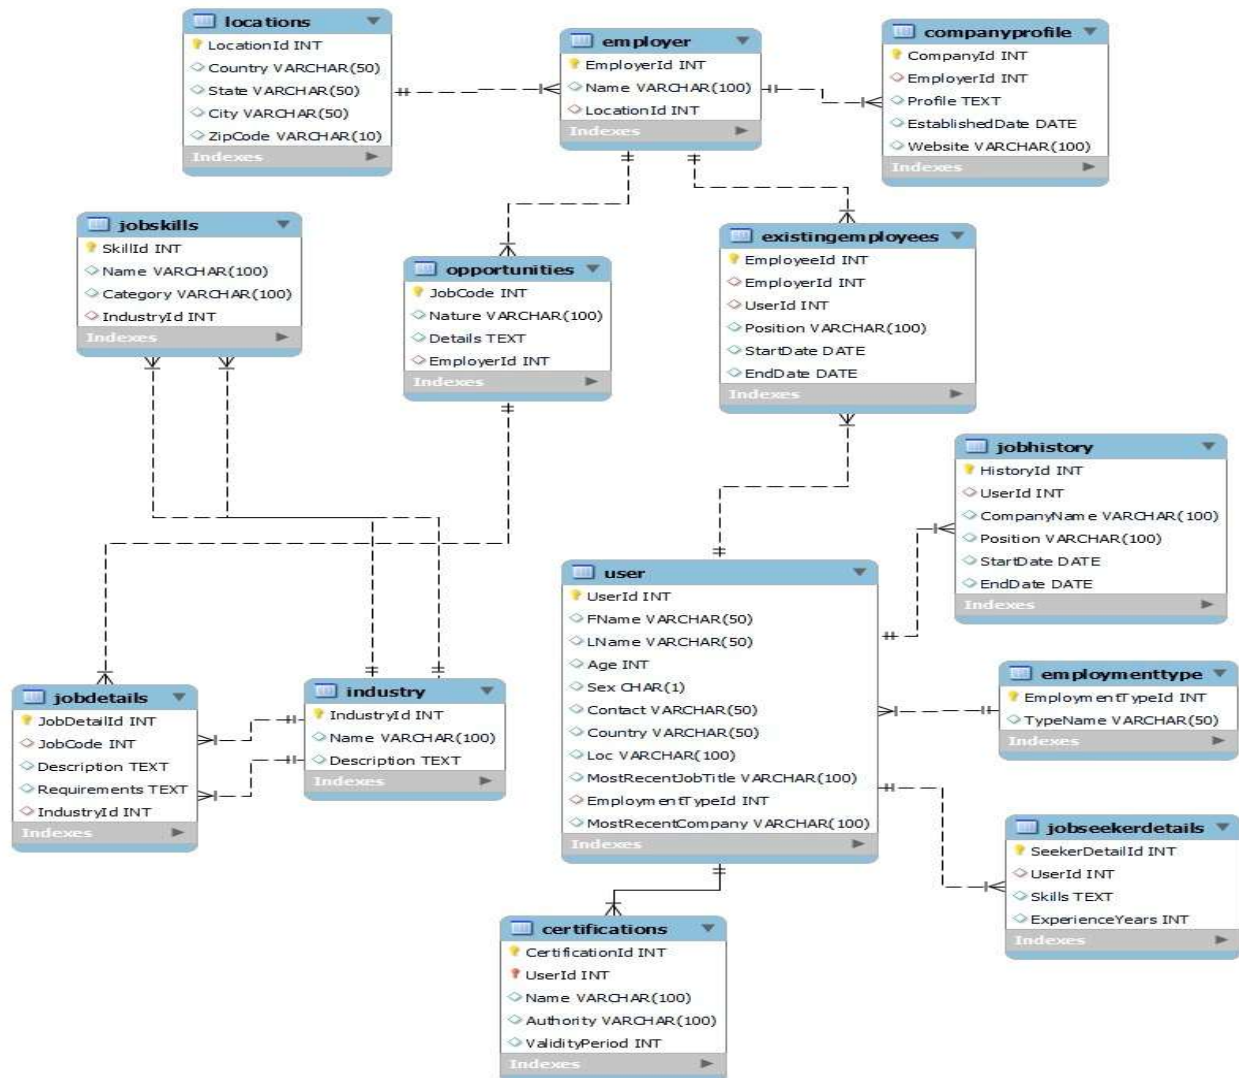 locations
LocationId INT
Country VARCHAR(50)
State VARCHAR(50)
City VARCHAR(50)
ZipCode VARCHAR(10)
Indexes
employer
EmployerId INT
Name VARCHAR(100)
LocationId INT
Indexes
companyprofile
CompanyId INT
EmployerId INT
Profile TEXT
EstablishedDate DATE
Website VARCHAR(100)
Indexes
jobskills
SkillId INT
Name VARCHAR(100)
Category VARCHAR(100)
IndustryId INT
Indexes
opportunities
JobCode INT
Nature VARCHAR(100)
Details TEXT
EmployerId INT
Indexes
existingemployees
EmployeeId INT
EmployerId INT
UserId INT
Position VARCHAR(100)
StartDate DATE
EndDate DATE
Indexes
jobhistory
HistoryId INT
UserId INT
CompanyName VARCHAR(100)
Position VARCHAR(100)
StartDate DATE
EndDate DATE
Indexes
user
UserId INT
FName VARCHAR(50)
LName VARCHAR(50)
Age INT
Sex CHAR(1)
Contact VARCHAR(50)
Country VARCHAR(50)
Loc VARCHAR(100)
MostRecentJobTitle VARCHAR(100)
EmploymentTypeId INT
MostRecentCompany VARCHAR(100)
Indexes
employmenttype
EmploymentTypeId INT
TypeName VARCHAR(50)
Indexes
jobdetails
JobDetailId INT
JobCode INT
Description TEXT
Requirements TEXT
IndustryId INT
Indexes
industry
IndustryId INT
Name VARCHAR(100)
Description TEXT
Indexes
jobseekerdetails
SeekerDetailId INT
UserId INT
Skills TEXT
ExperienceYears INT
Indexes
certifications
CertificationId INT
UserId INT
Name VARCHAR(100)
Authority VARCHAR(100)
ValidityPeriod INT
Indexes